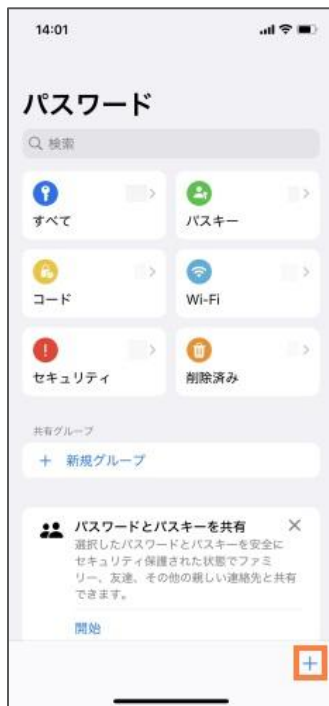 14:01
パスワード
検索
すべて
パスキー
コード
Wi-Fi
セキュリティ
削除済み
共有グループ
+ 新規グループ
パスワードとパスキーを共有
選択したパスワードとパスキーを安全に
セキュリティ保護された状態でファミ
リー、友達、その他の親しい連絡先と共有
できます。
開始
+